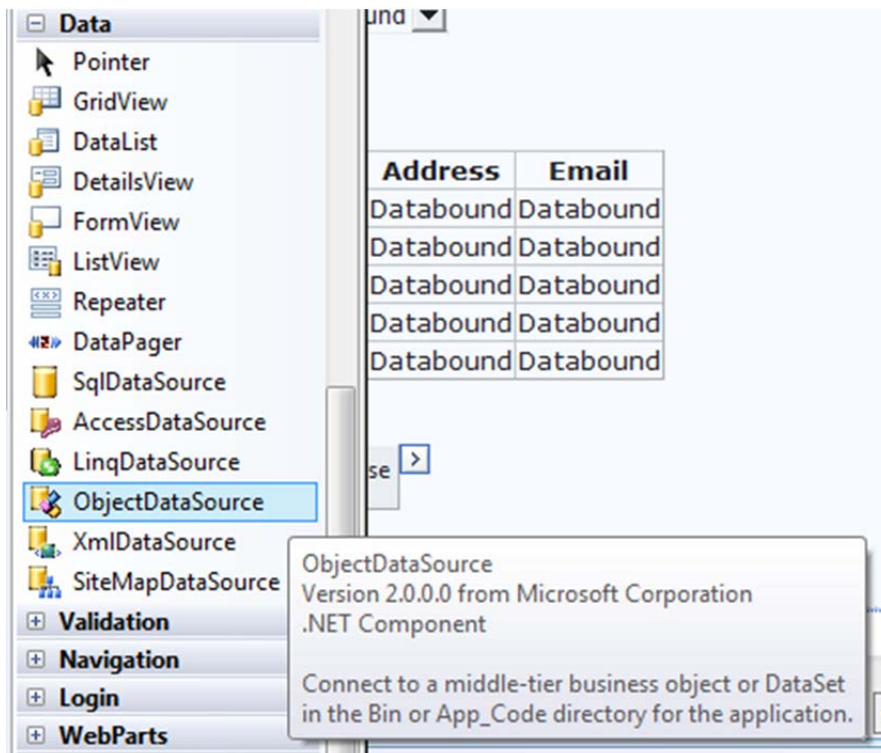 Data
Pointer
GridView
DataList
DetailsView
FormView
ListView
Repeater
DataPager
SqlDataSource
AccessDataSource
LinqDataSource
ObjectDataSource
XmlDataSource
SiteMapDataSource
Validation
Navigation
Login
WebParts
und
Address Email
Databound Databound
Databound Databound
Databound Databound
Databound Databound
Databound Databound
se
ObjectDataSource
Version 2.0.0.0 from Microsoft Corporation
.NET Component
Connect to a middle-tier business object or DataSet
in the Bin or App_Code directory for the application.